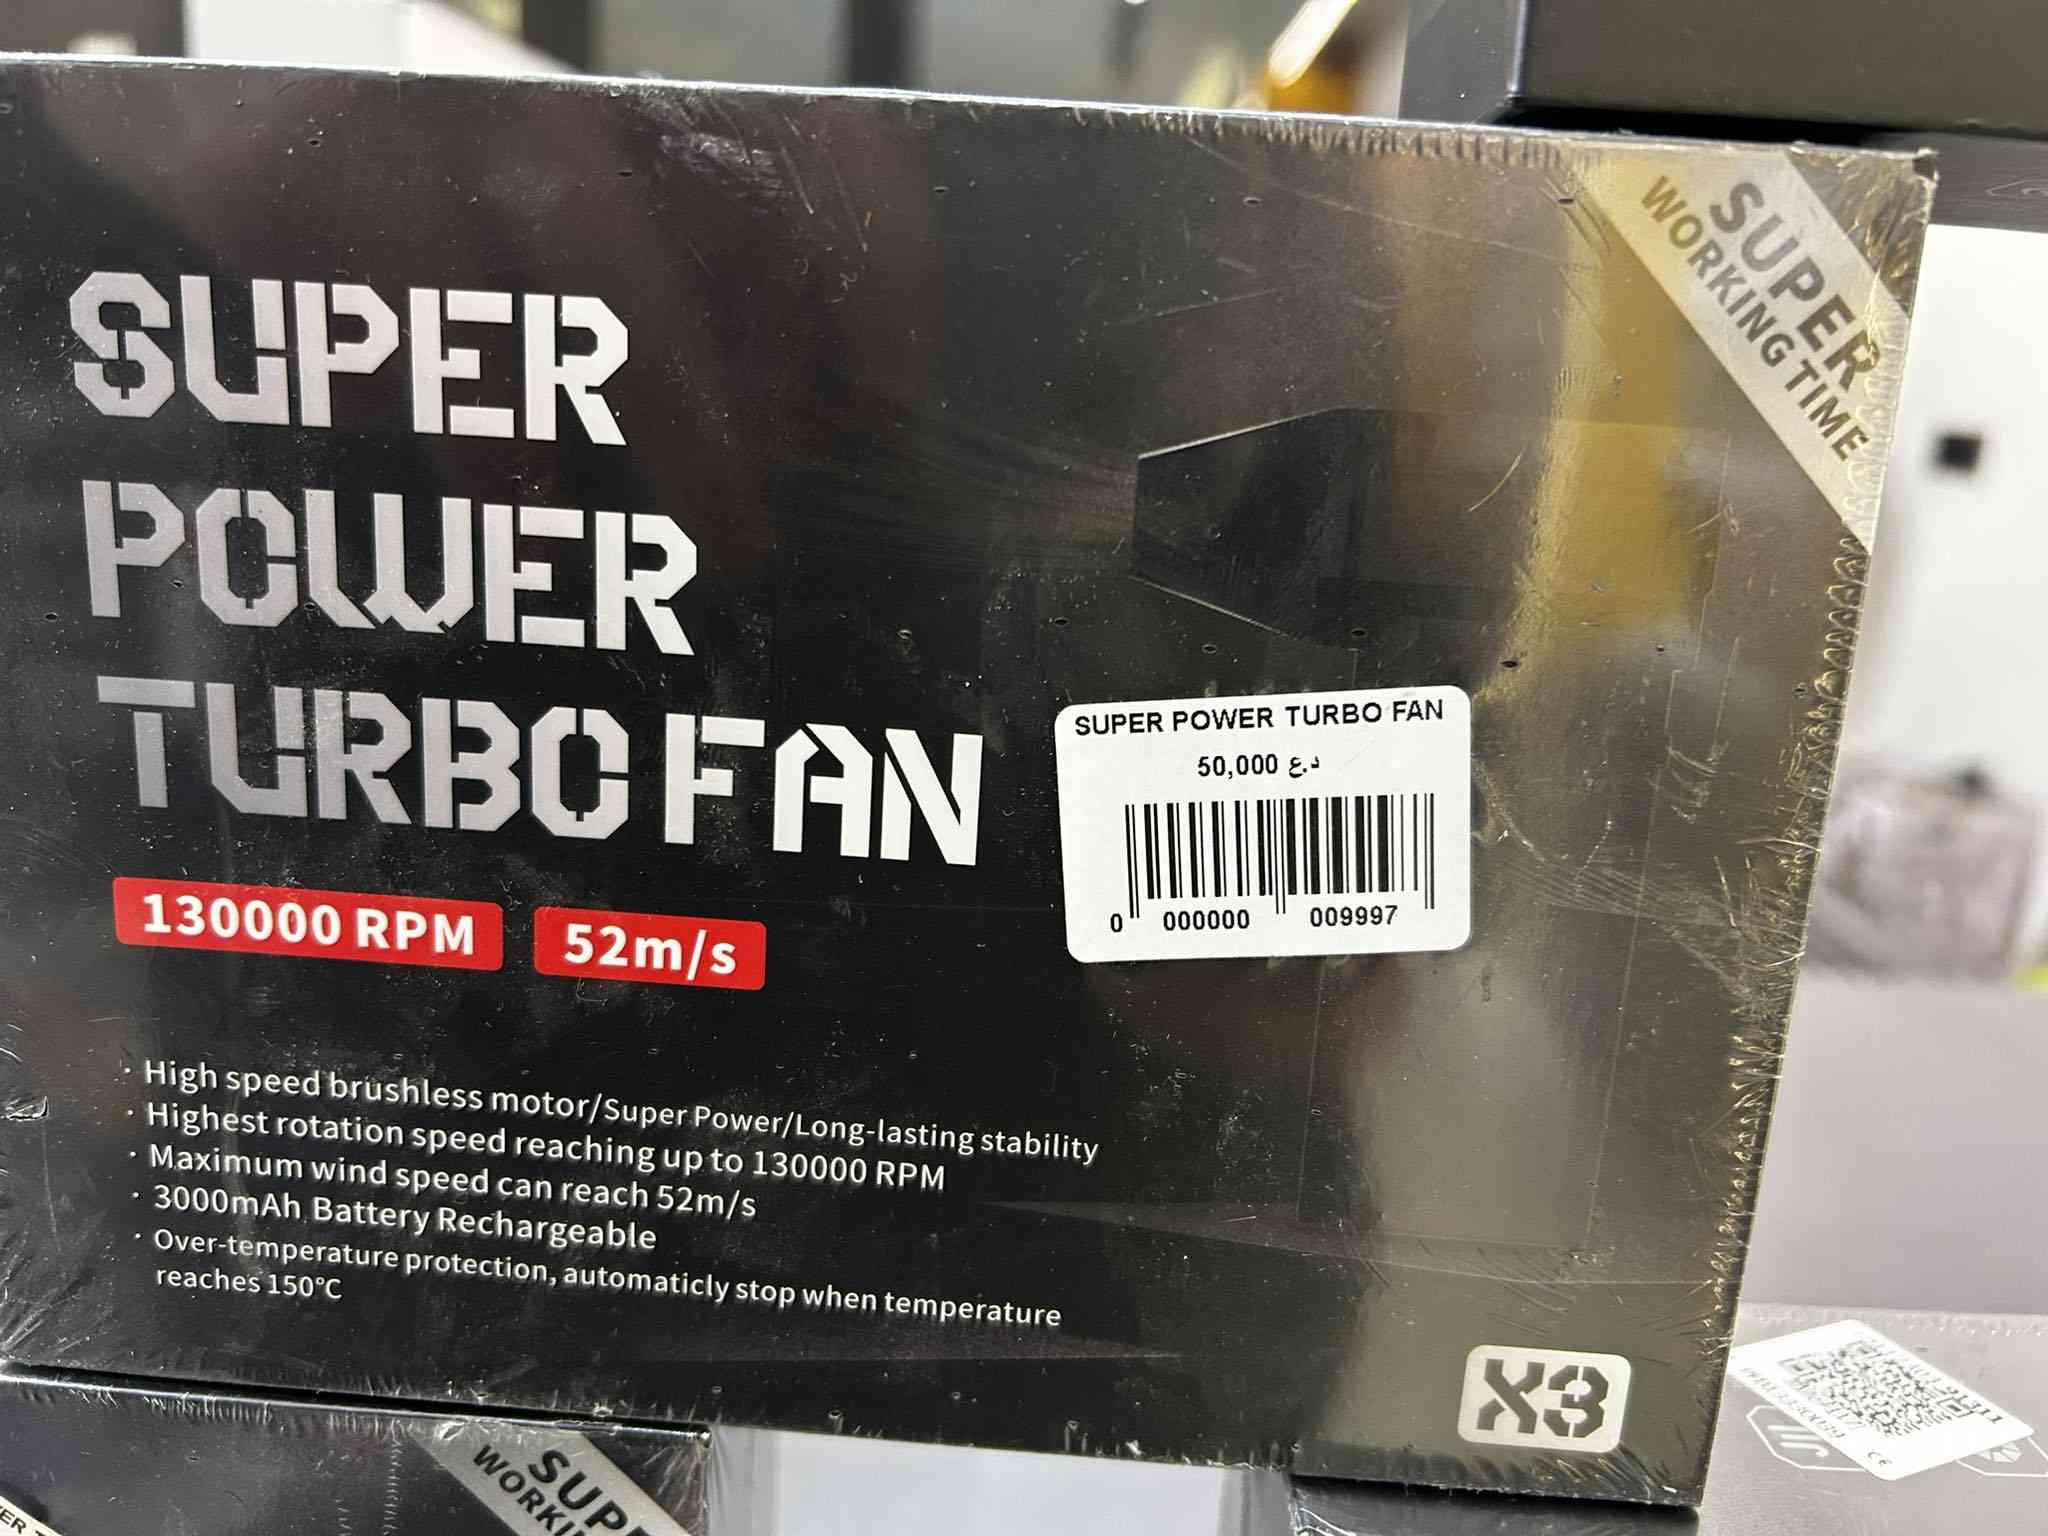 SUPER
WORKING TIME
SUPER
POWER
TURBO FAN
SUPER POWER TURBO FAN
50,000 د.ع
0 000000 009997
130000 RPM 52m/s
· High speed brushless motor/Super Power/Long-lasting stability
· Highest rotation speed reaching up to 130000 RPM
· Maximum wind speed can reach 52m/s
· 3000mAh Battery Rechargeable
· Over-temperature protection, automaticly stop when temperature
reaches 150°C
X3
SUPER